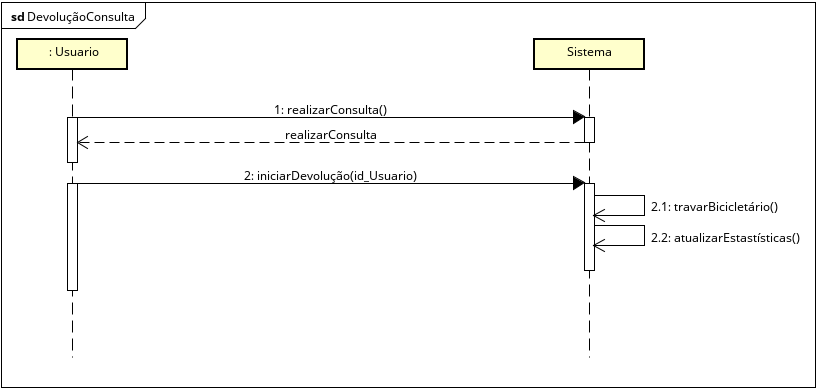 sd DevoluçãoConsulta
: Usuario
Sistema
1: realizarConsulta()
realizarConsulta
2: iniciarDevolução(id_Usuario)
2.1: travarBicicletário()
2.2: atualizarEstastísticas()